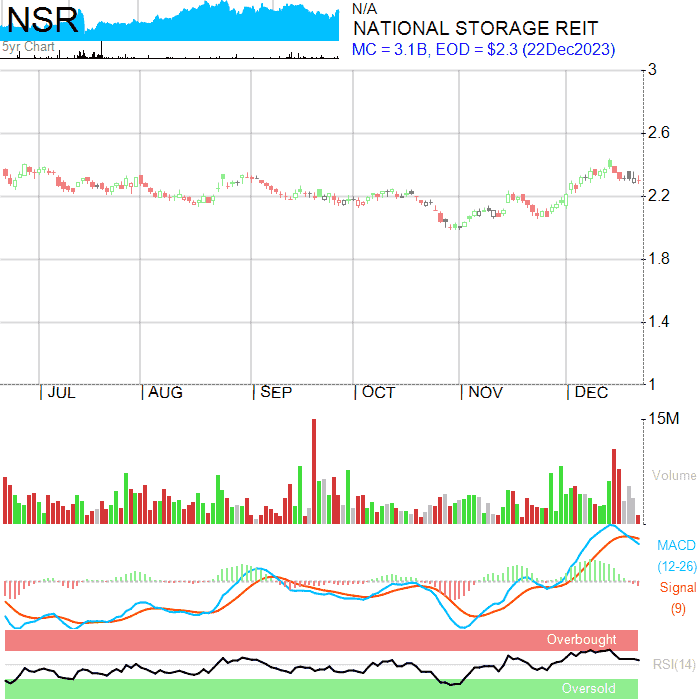 NSR
5yr Chart
N/A
NATIONAL STORAGE REIT
MC = 3.1B, EOD = $2.3 (22Dec2023)
3
2.6
2.2
1.8
1.4
1
JUL AUG SEP OCT NOV DEC
15M
Volume
MACD
(12-26)
Signal
(9)
Overbought
RSI(14)
Oversold